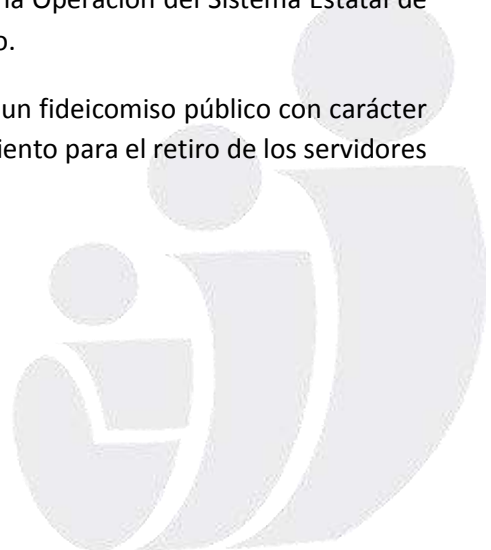 la Operación del Sistema Estatal de
o.
un fideicomiso público con carácter
iento para el retiro de los servidores